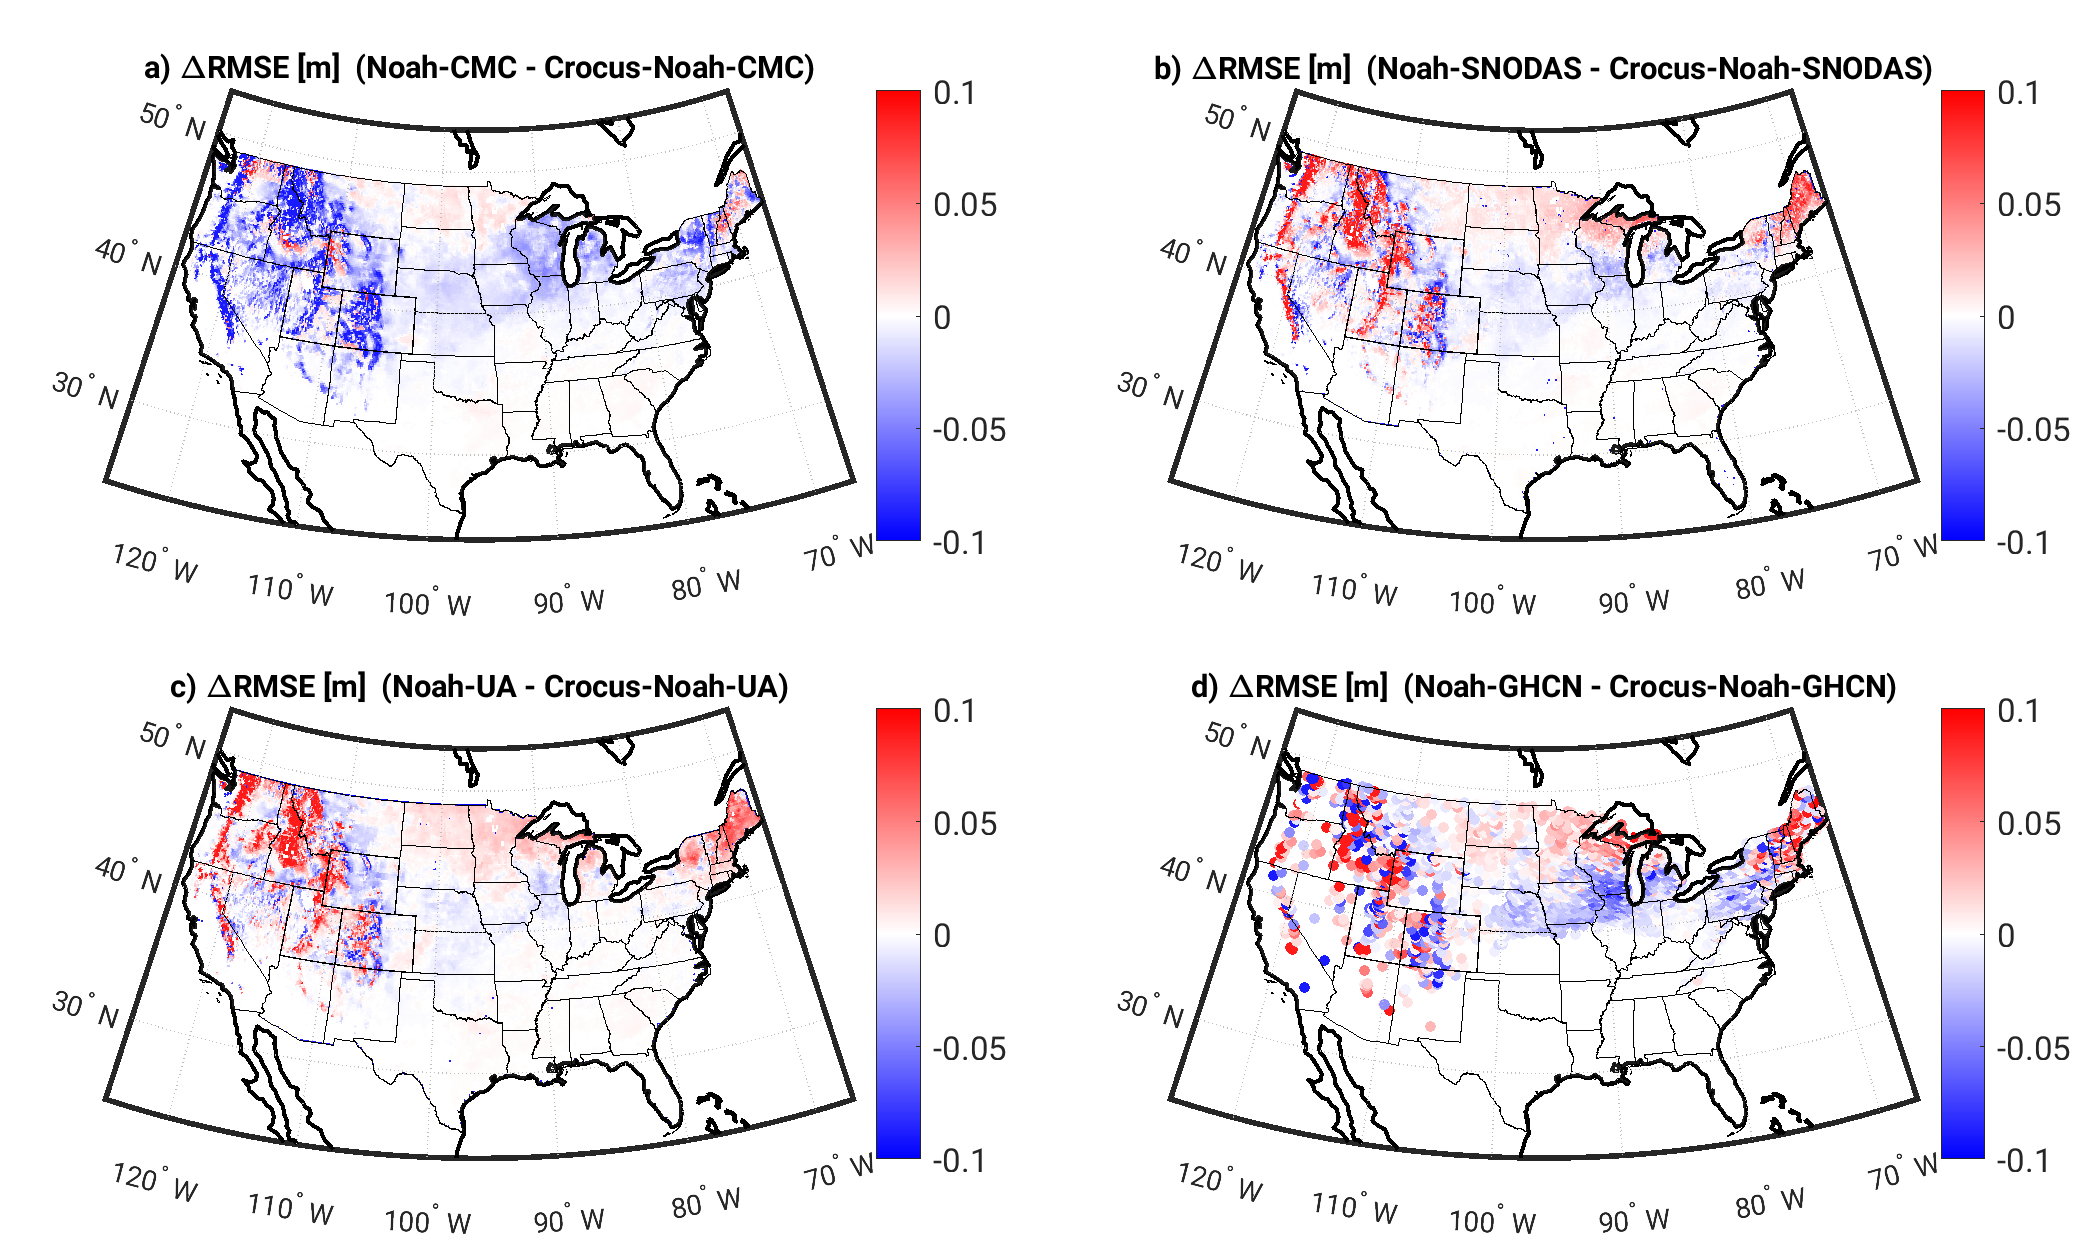 a) △RMSE [m] (Noah-CMC - Crocus-Noah-CMC)
50° N
40° N
30° N
120° W
110° W
100° W
90° W
80° W
70° W
0.1
0.05
0
-0.05
-0.1
b) △RMSE [m] (Noah-SNODAS - Crocus-Noah-SNODAS)
50° N
40° N
30° N
120° W
110° W
100° W
90° W
80° W
70° W
0.1
0.05
0
-0.05
-0.1
c) △RMSE [m] (Noah-UA - Crocus-Noah-UA)
50° N
40° N
30° N
120° W
110° W
100° W
90° W
80° W
70° W
0.1
0.05
0
-0.05
-0.1
d) △RMSE [m] (Noah-GHCN - Crocus-Noah-GHCN)
50° N
40° N
30° N
120° W
110° W
100° W
90° W
80° W
70° W
0.1
0.05
0
-0.05
-0.1